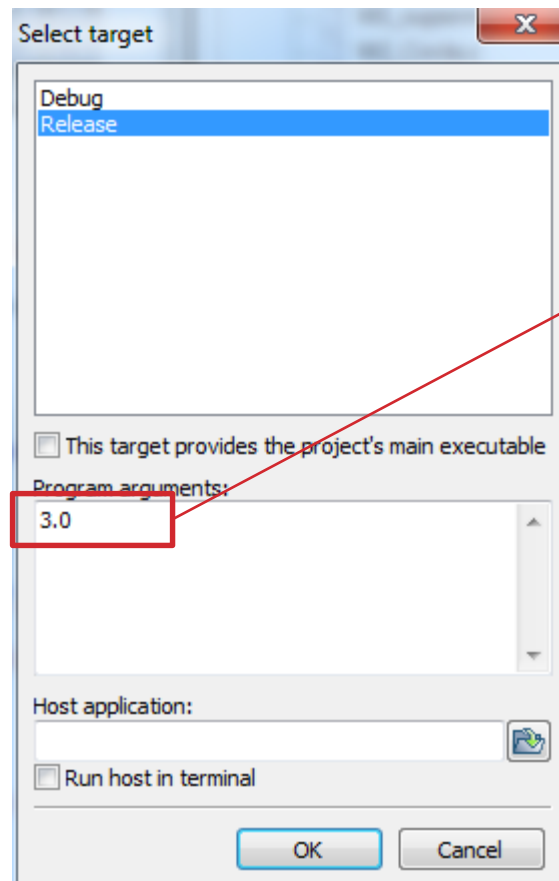 Select target
Debug
Release
This target provides the project's main executable
Program arguments:
3.0
Host application:
Run host in terminal
OK
Cancel